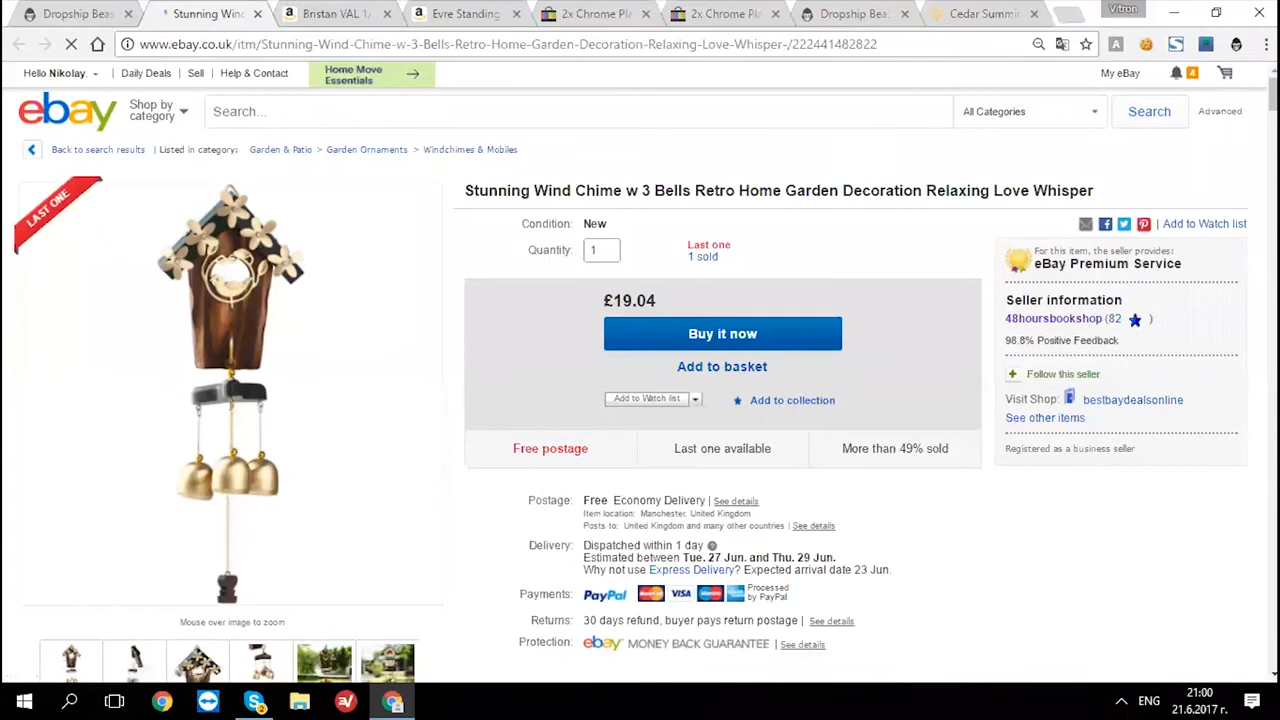 Dropship Bea
Stunning Wind
Bristan VAL 1/
Evre Standing
2x Chrome Pla
2x Chrome Pla
Dropship Bea
Cedar Summi
Vitron
www.ebay.co.uk/itm/Stunning-Wind-Chime-w-3-Bells-Retro-Home-Garden-Decoration-Relaxing-Love-Whisper-/222441482822
Hello Nikolay. | Daily Deals | Sell | Help & Contact
Home Move Essentials
My eBay 4
ebay
Shop by category
Search...
All Categories
Search
Advanced
Back to search results | Listed in category: Garden & Patio > Garden Ornaments > Windchimes & Mobiles
LAST ONE
Stunning Wind Chime w 3 Bells Retro Home Garden Decoration Relaxing Love Whisper
Condition: New
| Add to Watch list
Quantity: 1
Last one
1 sold
£19.04
Buy it now
Add to basket
Add to Watch list
Add to collection
Free postage
Last one available
More than 49% sold
For this item, the seller provides:
eBay Premium Service
Seller information
48hoursbookshop (82 )
98.8% Positive Feedback
Follow this seller
Visit Shop: bestbaydealsonline
See other items
Registered as a business seller
Postage: Free Economy Delivery | See details
Item location: Manchester, United Kingdom
Posts to: United Kingdom and many other countries | See details
Delivery: Dispatched within 1 day
Estimated between Tue. 27 Jun. and Thu. 29 Jun.
Why not use Express Delivery? Expected arrival date 23 Jun.
Payments: PayPal MasterCard VISA Maestro Processed by PayPal
Returns: 30 days refund, buyer pays return postage | See details
Protection: ebay MONEY BACK GUARANTEE | See details
Mouse over image to zoom
ЕНГ
21:00
21.6.2017 г.